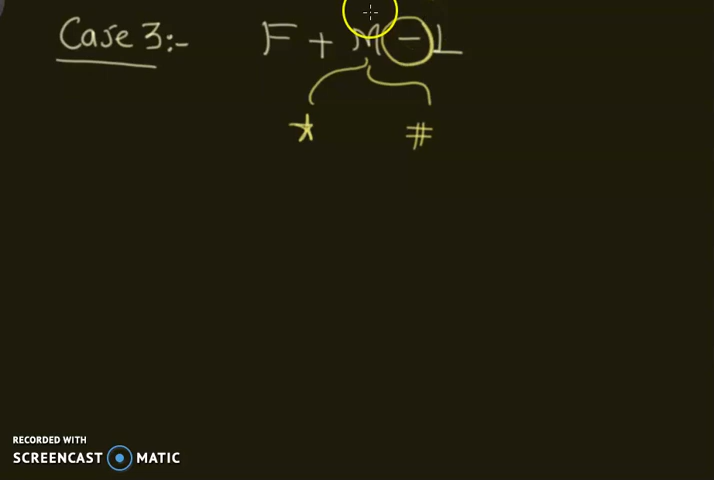 Case 3:- F + M - L
* #
RECORDED WITH
SCREENCAST MATIC